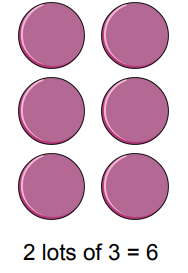 2 lots of 3 = 6